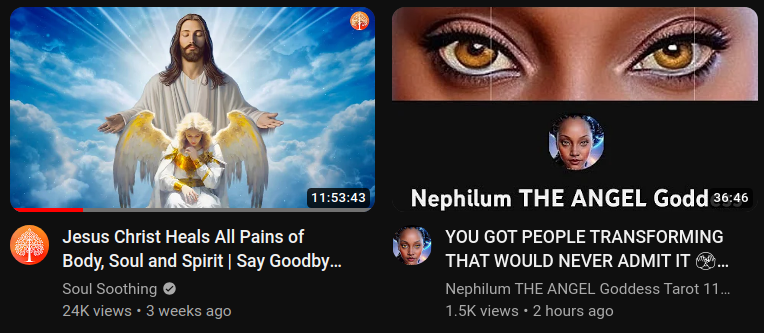 11:53:43
Jesus Christ Heals All Pains of
Body, Soul and Spirit | Say Goodby...
Soul Soothing
24K views • 3 weeks ago
Nephilum THE ANGEL Godd
36:46
YOU GOT PEOPLE TRANSFORMING
THAT WOULD NEVER ADMIT IT ...
Nephilum THE ANGEL Goddess Tarot 11...
1.5K views • 2 hours ago